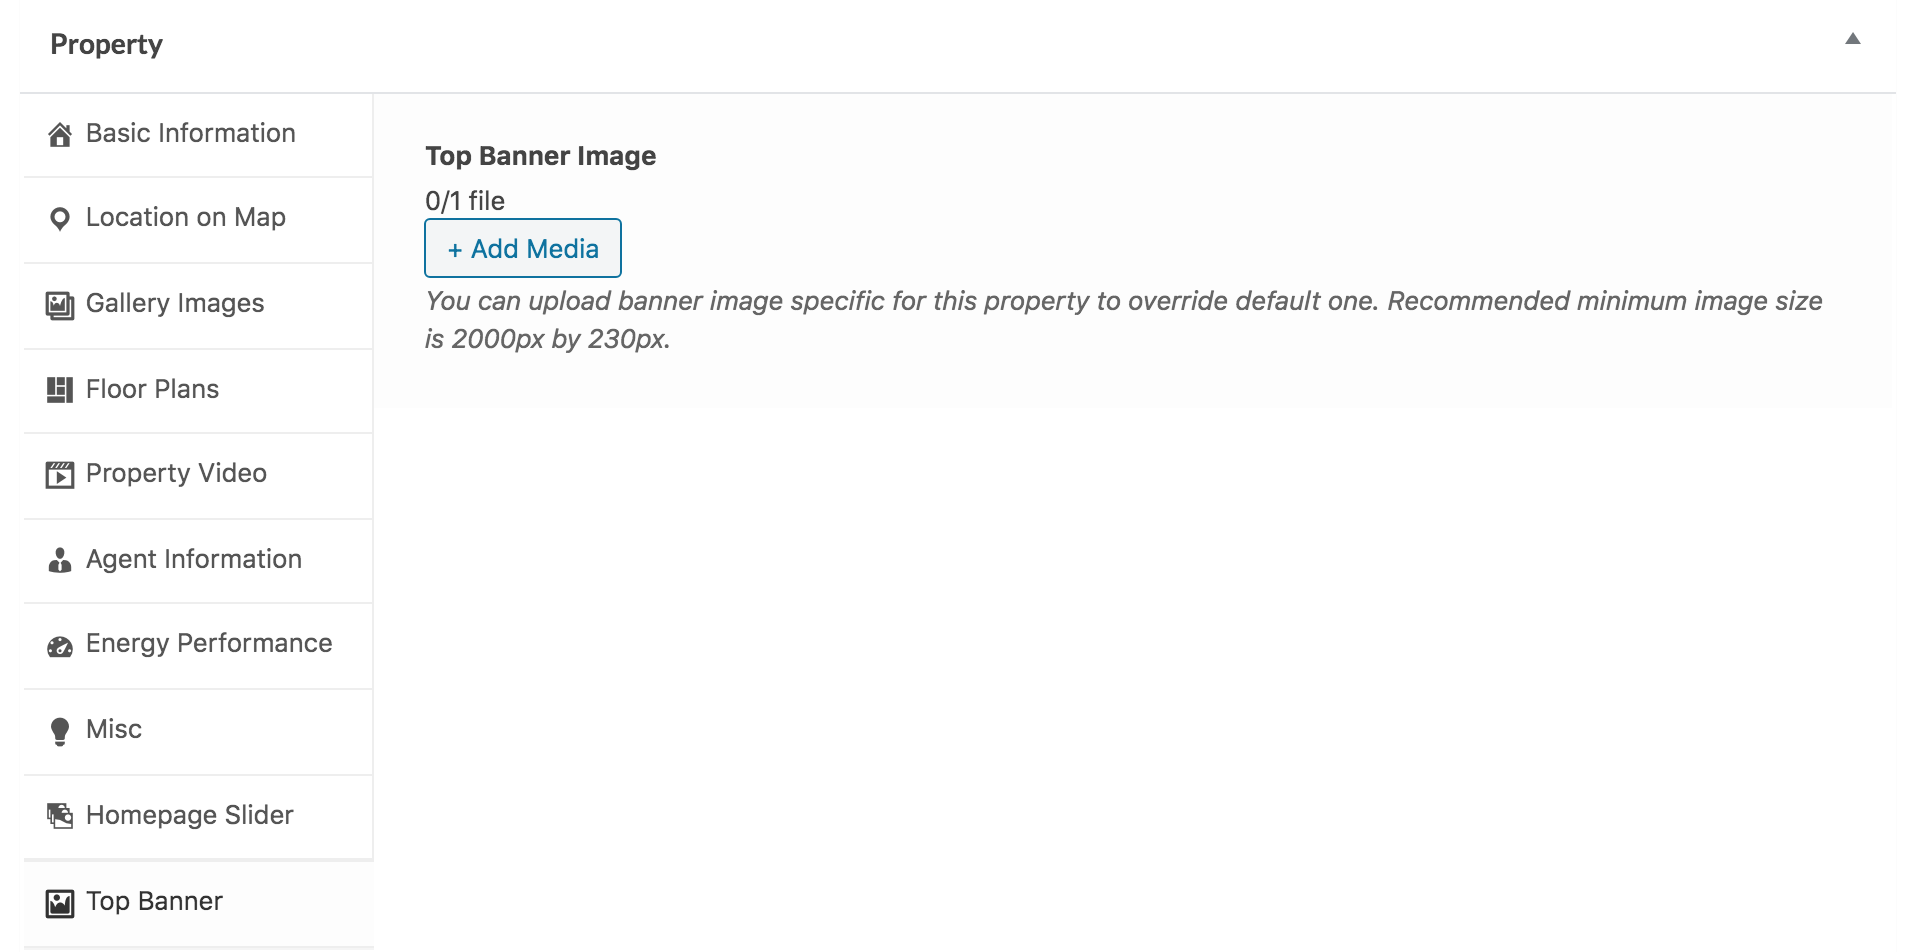 Property
Basic Information
Location on Map
Gallery Images
Floor Plans
Property Video
Agent Information
Energy Performance
Misc
Homepage Slider
Top Banner
Top Banner Image
0/1 file
+ Add Media
You can upload banner image specific for this property to override default one. Recommended minimum image size
is 2000px by 230px.